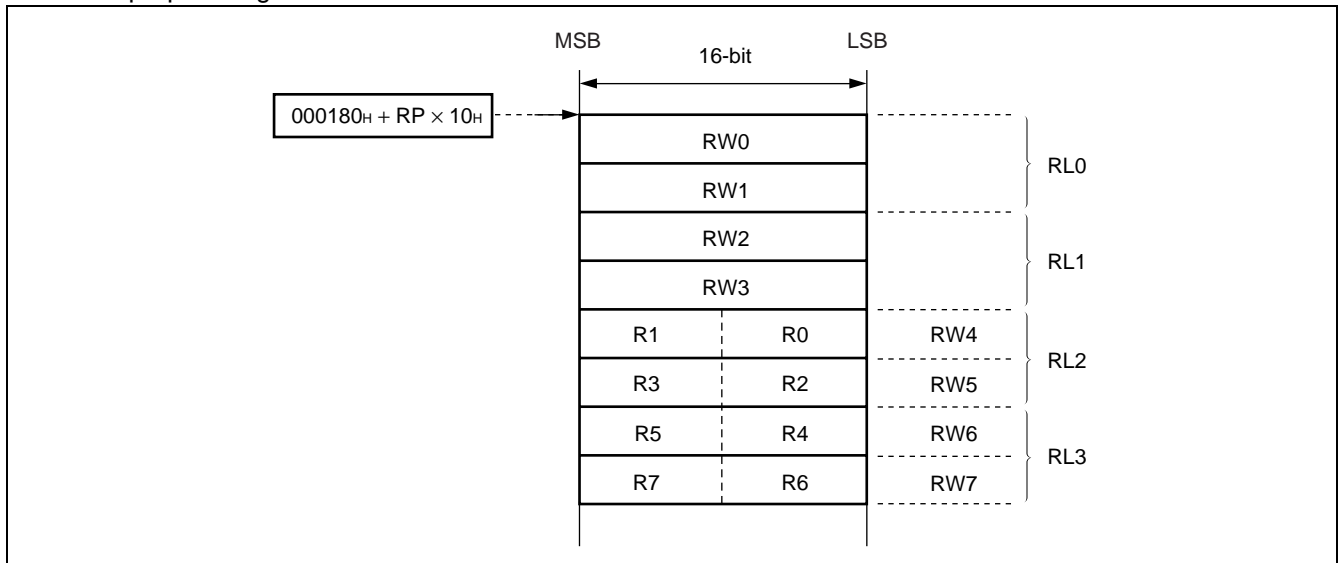 MSB 16-bit LSB
000180H + RP × 10H
RW0
RL0
RW1
RW2
RL1
RW3
R1 R0 RW4
RL2
R3 R2 RW5
R5 R4 RW6
RL3
R7 R6 RW7